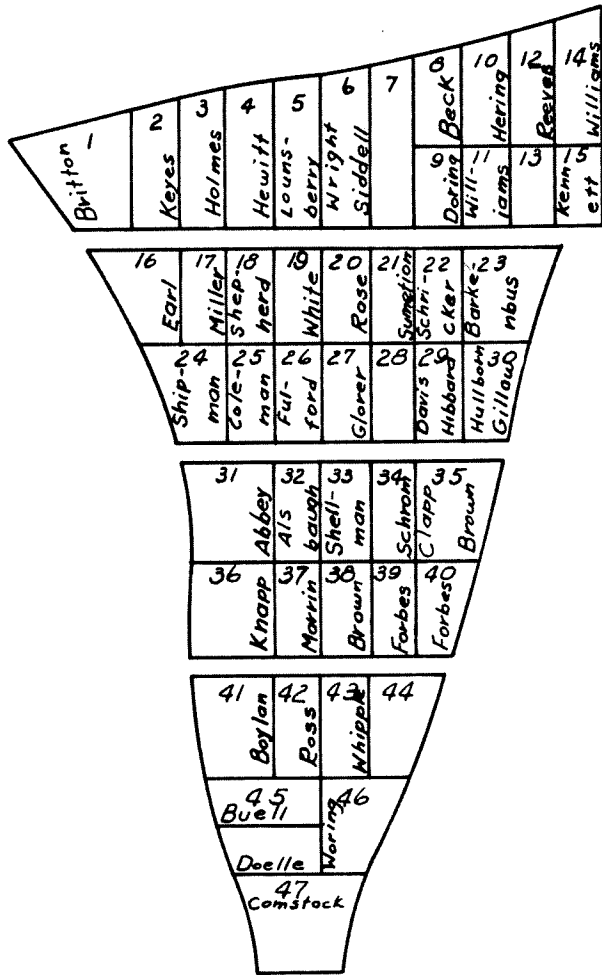 1 Britton
2 Keyes
3 Holmes
4 Hewitt
5 Louns-
berry
6 Wright
Siddell
7
8 Beck
10 Hering
12 Reeves
14 Williams
9 Doring
11 Will-
iams
13
15 Kenn
ett
16 Earl
17 Miller
18 Shep-
herd
19 White
20 Rose
21 Sumption
22 Schri-
cker
23 Barke-
nbus
24 Ship-
man
25 Cole-
man
26 Ful-
ford
27 Glover
28
29 Davis
Hibbard
30 Hullborn
Gillow
31 Abbey
32 Als
baugh
33 Shell-
man
34 Schrom
35 Clapp
Brown
36 Knapp
37 Marrin
38 Brown
39 Forbes
40 Forbes
41 Boylan
42 Ross
43 Whipple
44
45
Buell
Doelle
46 Woring
47
Comstock